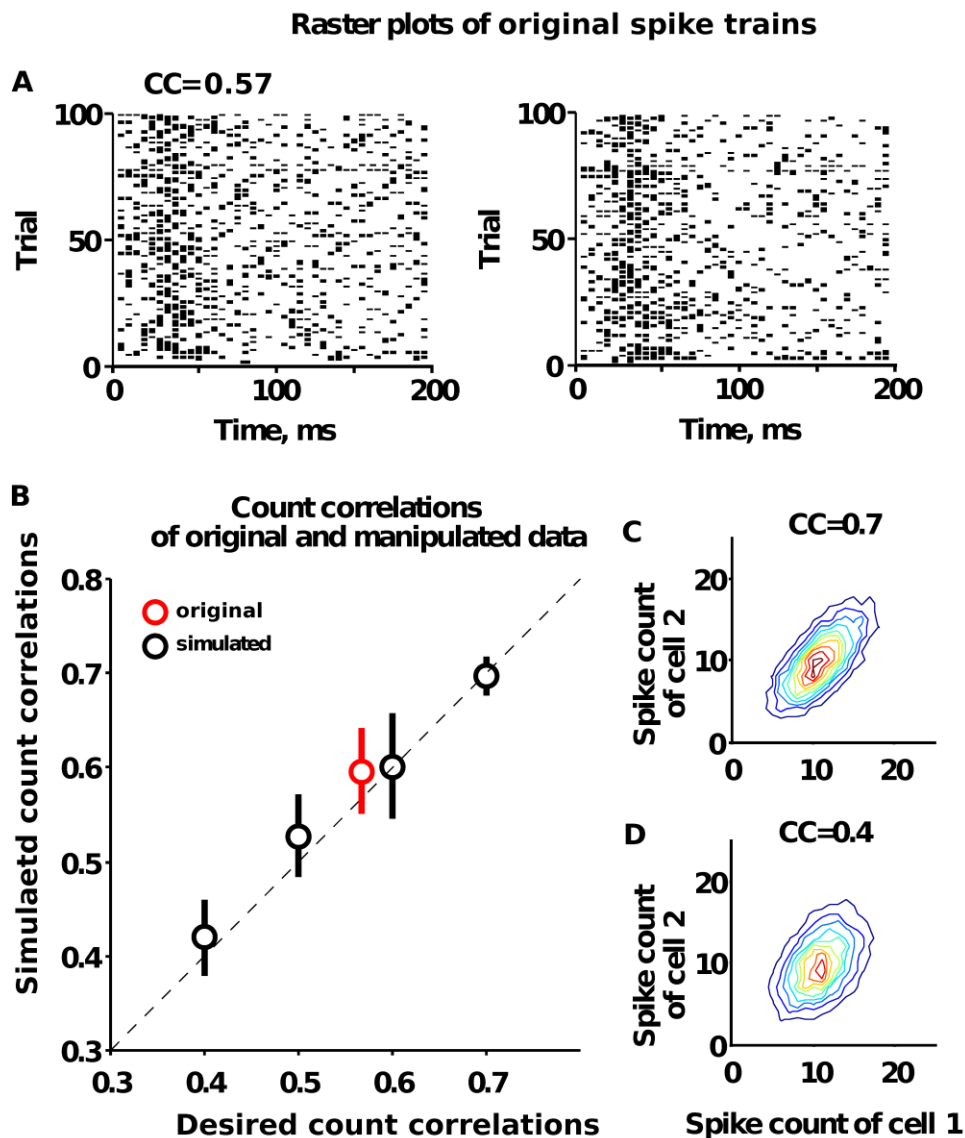 Raster plots of original spike trains
A
CC=0.57
100
50
0
Trial
0 100 200
Time, ms
100
50
0
Trial
0 100 200
Time, ms
B
Count correlations
of original and manipulated data
Simulaetd count correlations
0.8
0.7
0.6
0.5
0.4
0.3
original
simulated
0.3 0.4 0.5 0.6 0.7
Desired count correlations
C
CC=0.7
Spike count
of cell 2
20
10
0
0 10 20
D
CC=0.4
Spike count
of cell 2
20
10
0
0 10 20
Spike count of cell 1